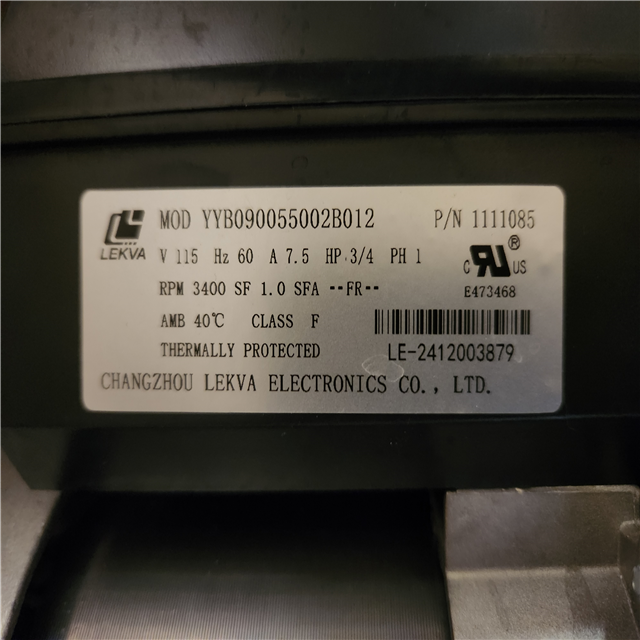 MOD YYB090055002B012 P/N 1111085
LEKVA
V 115 Hz 60 A 7.5 HP 3/4 PH 1
C UR US
®
RPM 3400 SF 1.0 SFA --FR--
E473468
AMB 40℃ CLASS F
THERMALLY PROTECTED
LE-2412003879
CHANGZHOU LEKVA ELECTRONICS CO., LTD.